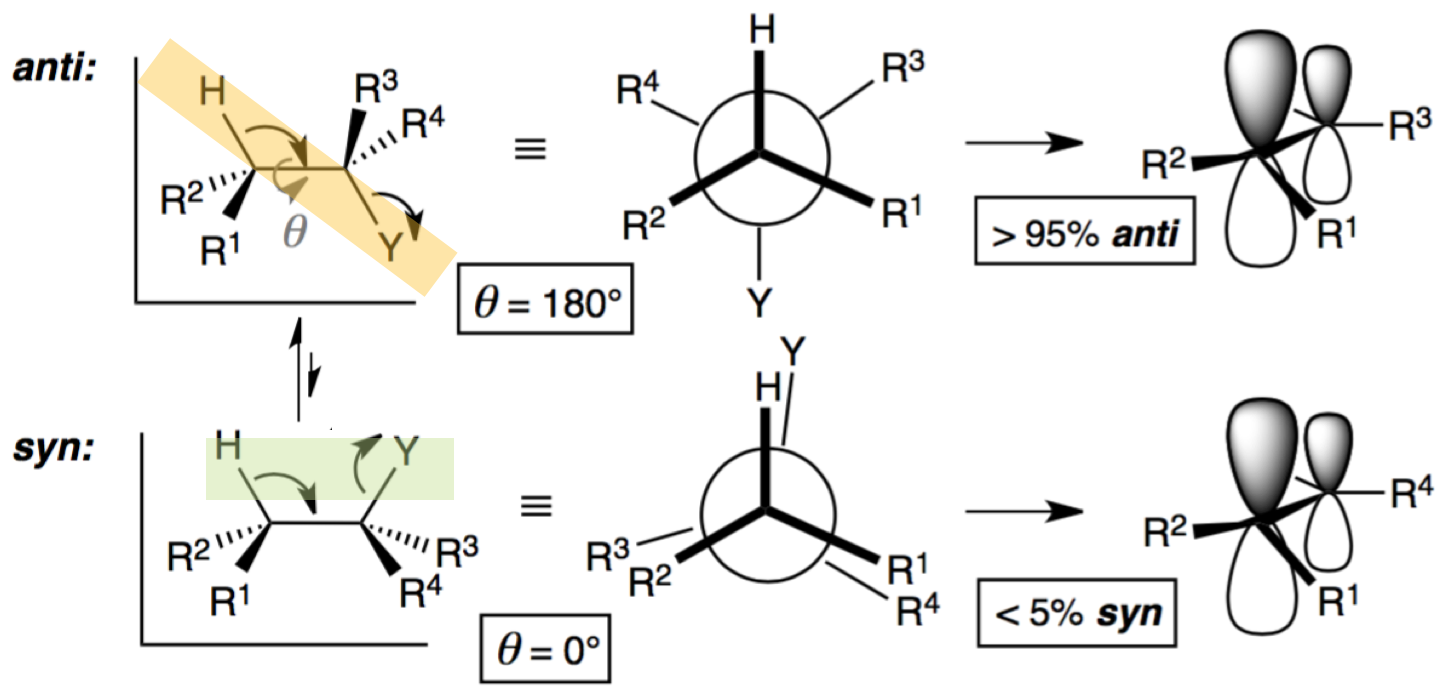 anti:
H
R³
R⁴
R²
R¹
θ
Y
≡
θ = 180°
H
R⁴
R³
R²
R¹
Y
> 95% anti
R²
R³
R¹
syn:
H
Y
R²
R³
R¹
R⁴
≡
θ = 0°
Y
H
R³
R²
R¹
R⁴
< 5% syn
R²
R⁴
R¹